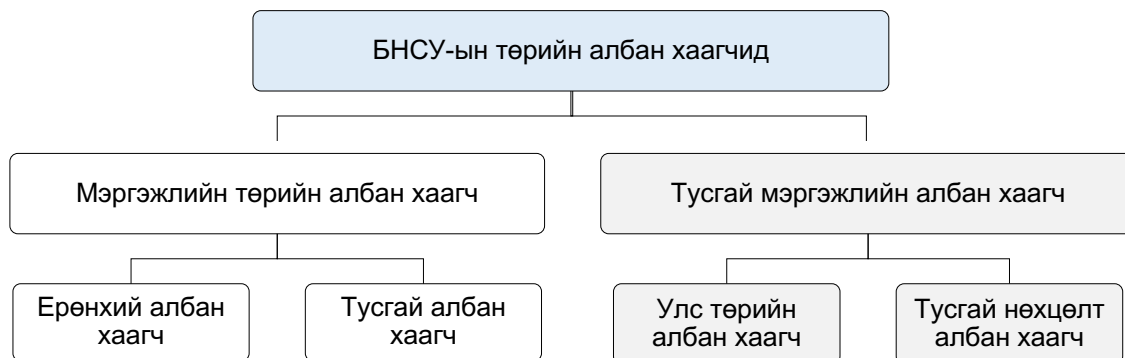 БНСУ-ын төрийн албан хаагчид
Мэргэжлийн төрийн албан хаагч
Тусгай мэргэжлийн албан хаагч
Ерөнхий албан
хаагч
Тусгай албан
хаагч
Улс төрийн
албан хаагч
Тусгай нөхцөлт
албан хаагч